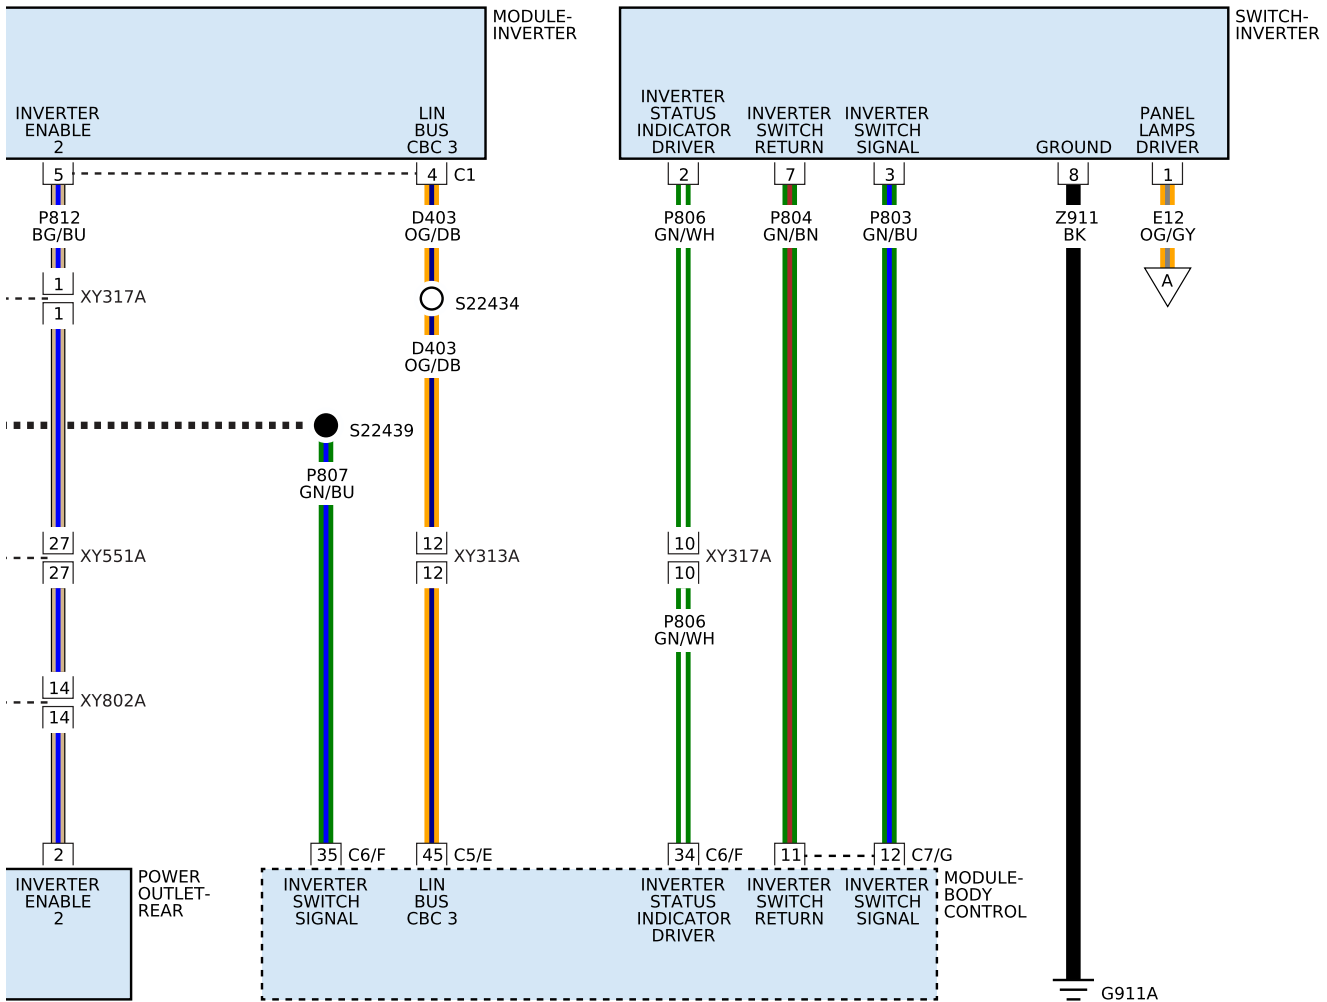 MODULE-
INVERTER
SWITCH-
INVERTER
INVERTER
ENABLE
2
LIN
BUS
CBC 3
INVERTER
STATUS
INDICATOR
DRIVER
INVERTER
SWITCH
RETURN
INVERTER
SWITCH
SIGNAL
GROUND
PANEL
LAMPS
DRIVER
5
4
C1
2
7
3
8
1
P812
BG/BU
D403
OG/DB
P806
GN/WH
P804
GN/BN
P803
GN/BU
Z911
BK
E12
OG/GY
1
XY317A
1
S22434
A
D403
OG/DB
S22439
P807
GN/BU
27
XY551A
27
12
XY313A
12
10
XY317A
10
P806
GN/WH
14
XY802A
14
2
35
C6/F
45
C5/E
34
C6/F
11
12
C7/G
INVERTER
ENABLE
2
POWER
OUTLET-
REAR
INVERTER
SWITCH
SIGNAL
LIN
BUS
CBC 3
INVERTER
STATUS
INDICATOR
DRIVER
INVERTER
SWITCH
RETURN
INVERTER
SWITCH
SIGNAL
MODULE-
BODY
CONTROL
G911A